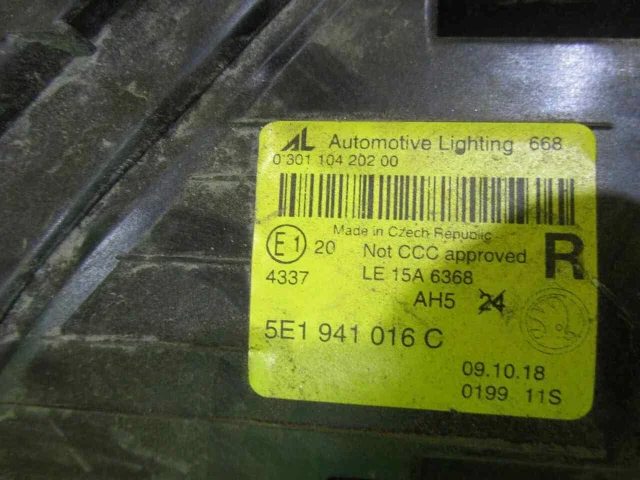 AL Automotive Lighting 668
0 301 104 202 00
Made in Czech Republic
E1 20 Not CCC approved R
4337 LE 15A 6368
AH5 24
5E1 941 016 C
09.10.18
0199 11S